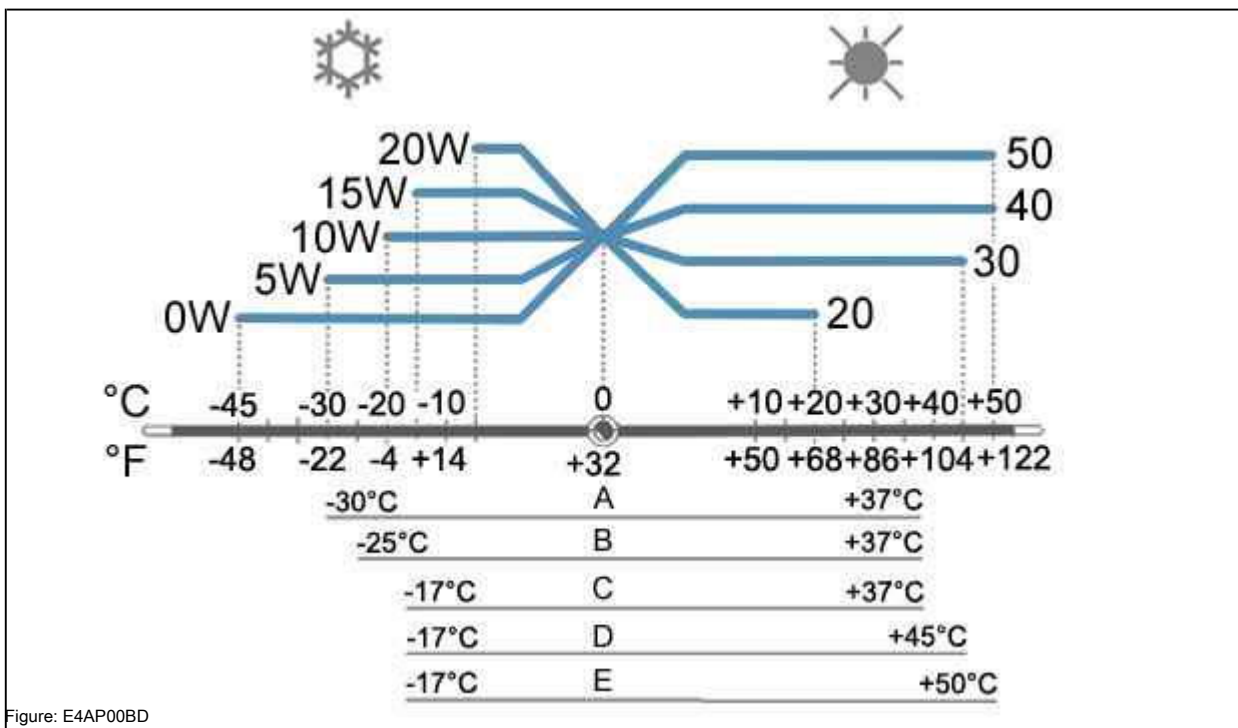 20W
50
15W
40
10W
30
5W
0W
20
°C -45 -30 -20 -10 0 +10 +20 +30 +40 +50
°F -48 -22 -4 +14 +32 +50 +68 +86 +104 +122
-30°C A +37°C
-25°C B +37°C
-17°C C +37°C
-17°C D +45°C
-17°C E +50°C
Figure: E4AP00BD